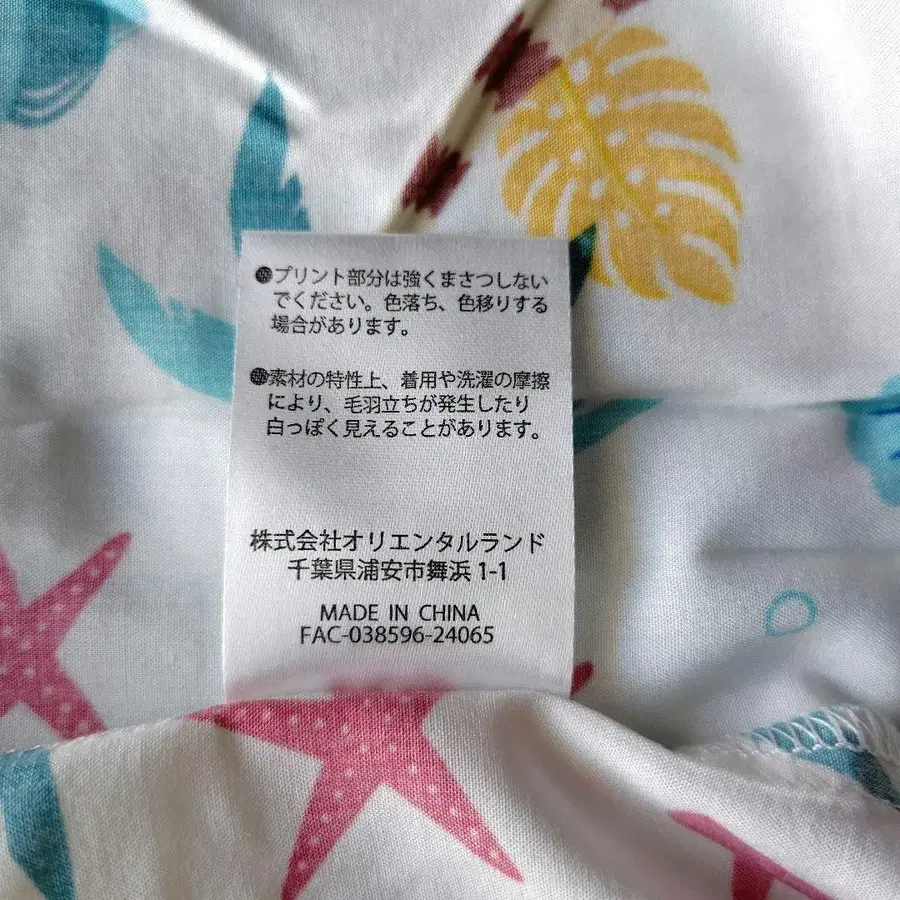 ●プリント部分は強くまさつしない
でください。色落ち、色移りする
場合があります。
●素材の特性上、着用や洗濯の摩擦
により、毛羽立ちが発生したり
白っぽく見えることがあります。
株式会社オリエンタルランド
千葉県浦安市舞浜 1-1
MADE IN CHINA
FAC-038596-24065